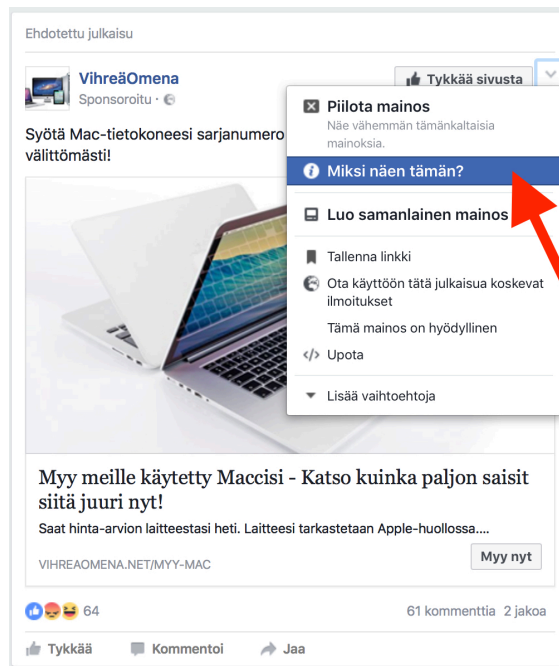 Ehdotettu julkaisu
VihreäOmena
Sponsoroitu ·
Tykkää sivusta
Syötä Mac-tietokoneesi sarjanumero
välittömästi!
Piilota mainos
Näe vähemmän tämänkaltaisia
mainoksia.
Miksi näen tämän?
Luo samanlainen mainos
Tallenna linkki
Ota käyttöön tätä julkaisua koskevat
ilmoitukset
Tämä mainos on hyödyllinen
Upota
Lisää vaihtoehtoja
Myy meille käytetty Maccisi - Katso kuinka paljon saisit
siitä juuri nyt!
Saat hinta-arvion laitteestasi heti. Laitteesi tarkastetaan Apple-huollossa....
VIHREAOMENA.NET/MYY-MAC
Myy nyt
64
61 kommenttia 2 jakoa
Tykkää
Kommentoi
Jaa